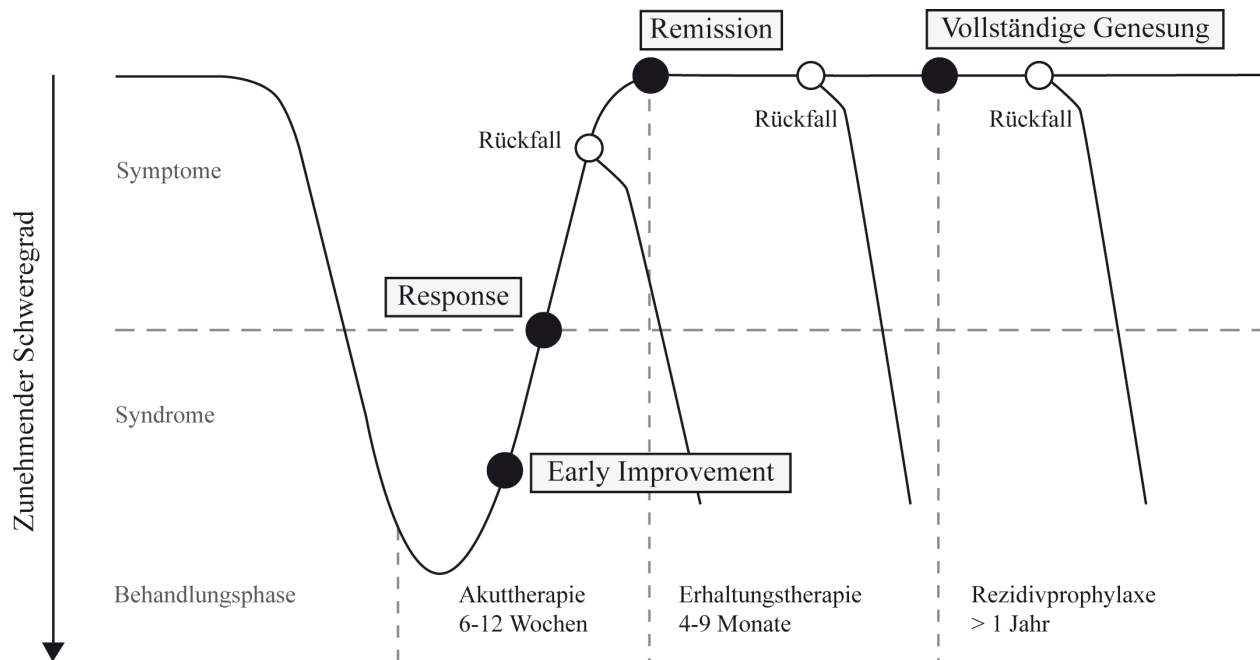 Remission
Vollständige Genesung
Rückfall
Rückfall
Rückfall
Symptome
Zunehmender Schweregrad
Response
Syndrome
Early Improvement
Behandlungsphase
Akuttherapie
6-12 Wochen
Erhaltungstherapie
4-9 Monate
Rezidivprophylaxe
> 1 Jahr